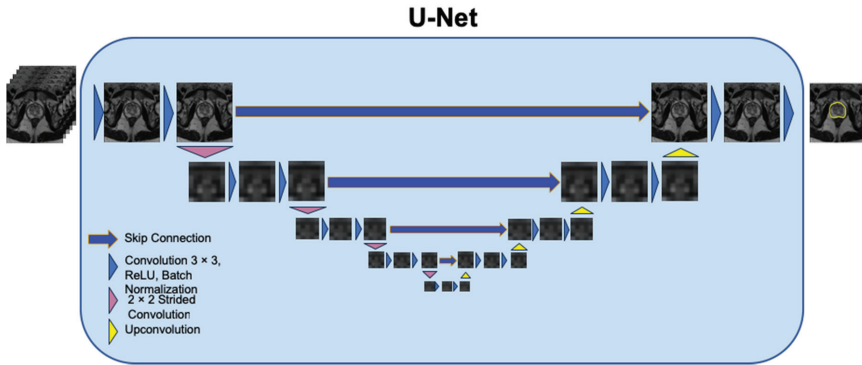 U-Net
Skip Connection
Convolution 3 × 3,
ReLU, Batch
Normalization
2 × 2 Strided
Convolution
Upconvolution